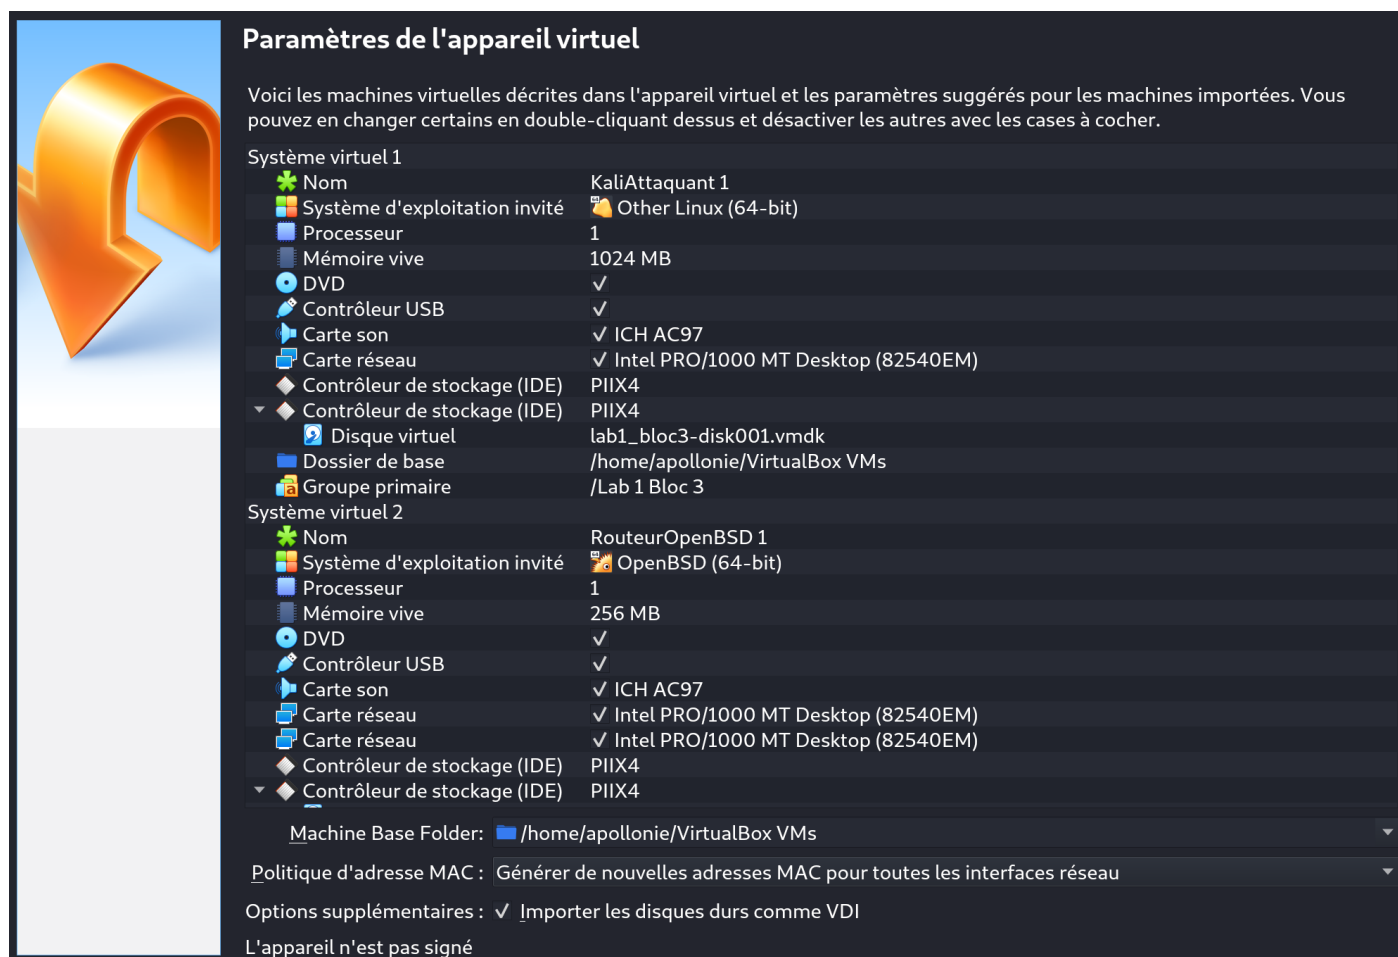 Paramètres de l'appareil virtuel
Voici les machines virtuelles décrites dans l'appareil virtuel et les paramètres suggérés pour les machines importées. Vous
pouvez en changer certains en double-cliquant dessus et désactiver les autres avec les cases à cocher.
Système virtuel 1
Nom KaliAttaquant 1
Système d'exploitation invité Other Linux (64-bit)
Processeur 1
Mémoire vive 1024 MB
DVD
Contrôleur USB
Carte son ICH AC97
Carte réseau Intel PRO/1000 MT Desktop (82540EM)
Contrôleur de stockage (IDE) PIIX4
Contrôleur de stockage (IDE) PIIX4
Disque virtuel lab1_bloc3-disk001.vmdk
Dossier de base /home/apollonie/VirtualBox VMs
Groupe primaire /Lab 1 Bloc 3
Système virtuel 2
Nom RouteurOpenBSD 1
Système d'exploitation invité OpenBSD (64-bit)
Processeur 1
Mémoire vive 256 MB
DVD
Contrôleur USB
Carte son ICH AC97
Carte réseau Intel PRO/1000 MT Desktop (82540EM)
Carte réseau Intel PRO/1000 MT Desktop (82540EM)
Contrôleur de stockage (IDE) PIIX4
Contrôleur de stockage (IDE) PIIX4
Machine Base Folder: /home/apollonie/VirtualBox VMs
Politique d'adresse MAC : Générer de nouvelles adresses MAC pour toutes les interfaces réseau
Options supplémentaires : Importer les disques durs comme VDI
L'appareil n'est pas signé